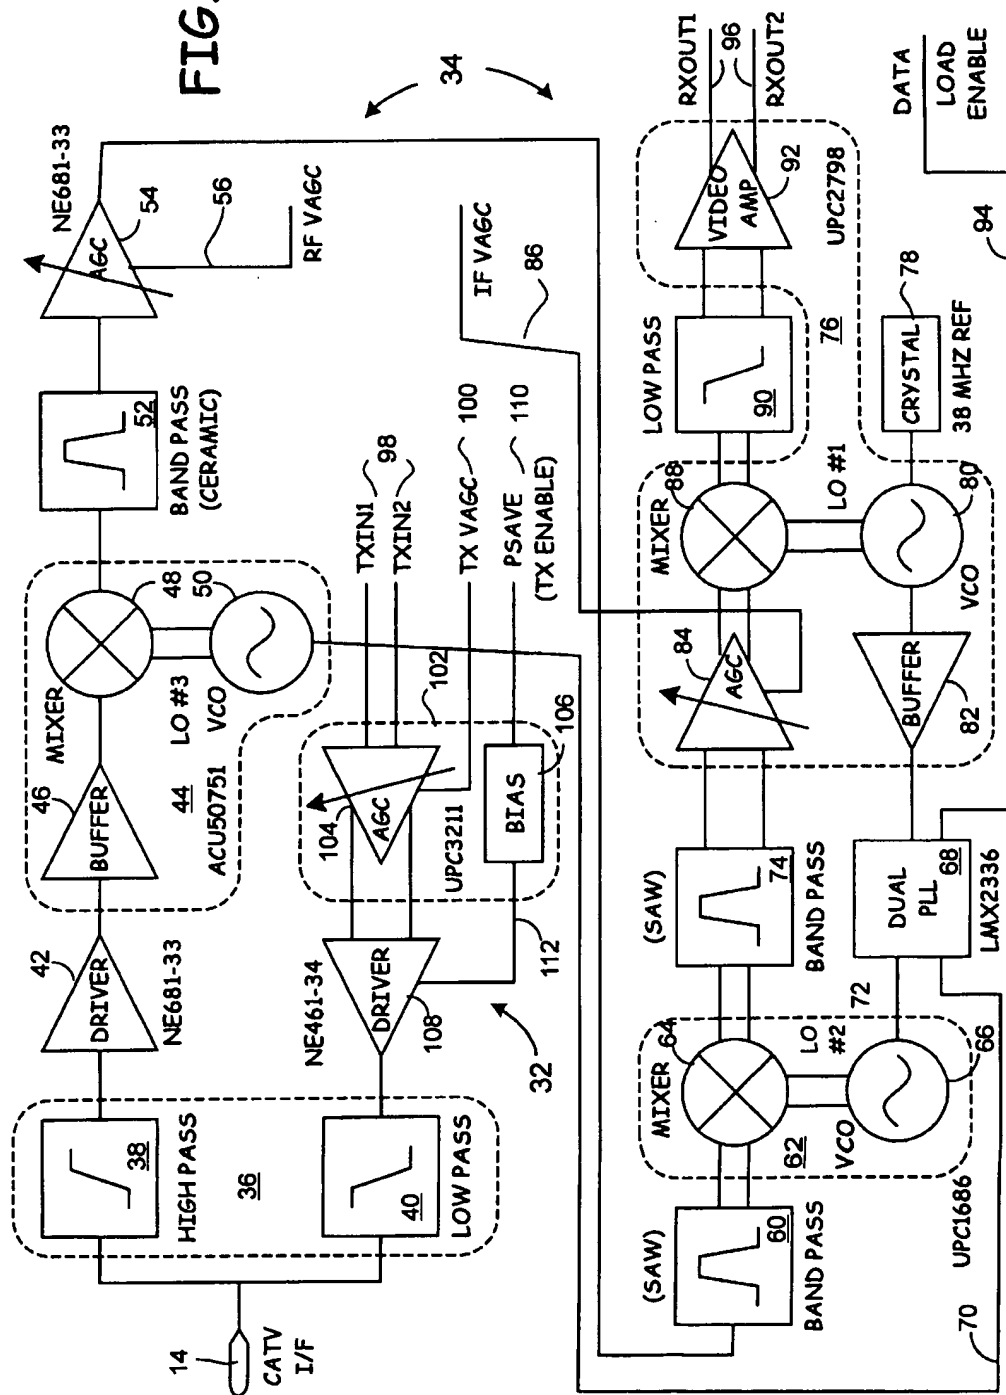 FIG.
14
CATV
I/F
38
HIGH PASS
36
40
LOW PASS
42
DRIVER
NE681-33
46
BUFFER
44
ACU50751
MIXER
48
LO #3
50
VCO
52
BAND PASS
(CERAMIC)
NE681-33
AGC
54
56
RF VAGC
34
NE461-34
DRIVER
108
112
32
104
AGC
UPC3211
102
BIAS
106
TXIN1
98
TXIN2
TX VAGC
100
PSAVE
110
(TX ENABLE)
IF VAGC
86
(SAW)
60
BAND PASS
UPC1686
70
MIXER
64
62
LO
#2
VCO
66
72
(SAW)
74
BAND PASS
DUAL
PLL
68
LMX2336
84
AGC
BUFFER
82
MIXER
88
LO #1
VCO
80
LOW PASS
90
76
CRYSTAL
78
38 MHZ REF
VIDEO
AMP
92
UPC2798
RXOUT1
96
RXOUT2
94
DATA
LOAD
ENABLE